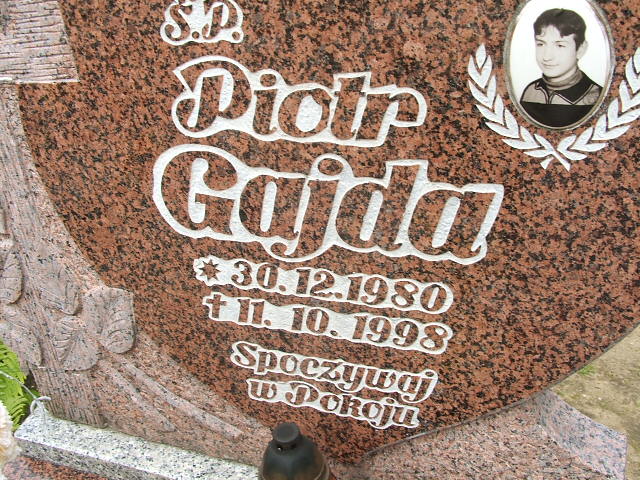 Ś.P.
Piotr
Gajda
* 30.12.1980
† 11.10.1998
Spoczywaj
w Pokoju